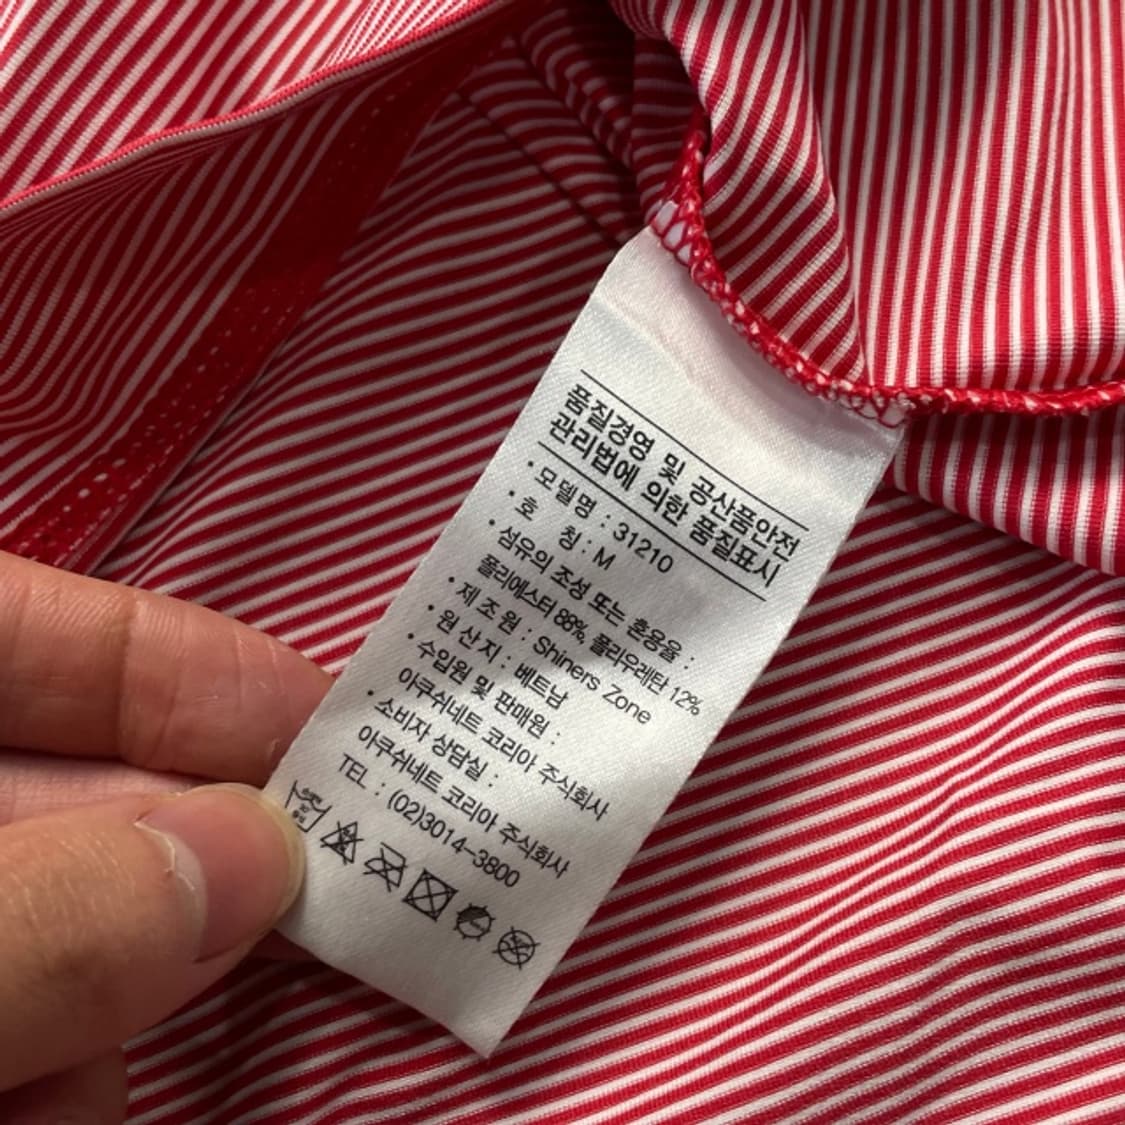 품질경영 및 공산품안전
관리법에 의한 품질표시
· 모델명 : 31210
· 호 칭 : M
· 섬유의 조성 또는 혼용율 :
폴리에스터 88%, 폴리우레탄 12%
· 제 조 원 : Shiners Zone
· 원 산 지 : 베트남
· 수입원 및 판매원 :
아쿠쉬네트 코리아 주식회사
· 소비자 상담실 :
아쿠쉬네트 코리아 주식회사
TEL : (02)3014-3800